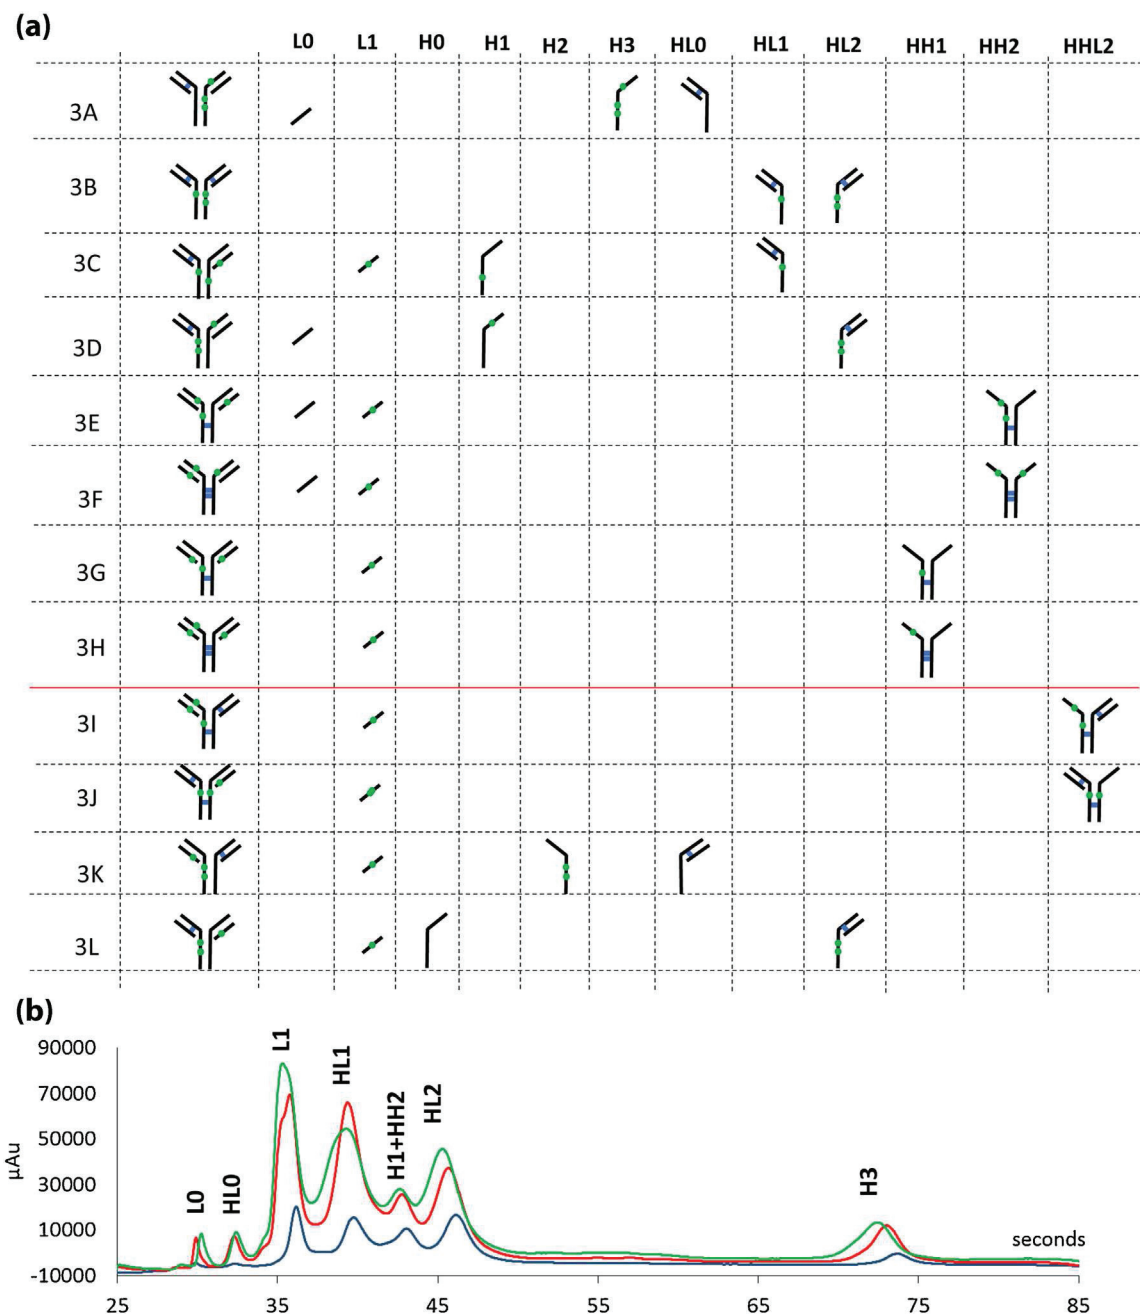 (a)
L0 L1 H0 H1 H2 H3 HL0 HL1 HL2 HH1 HH2 HHL2
3A
3B
3C
3D
3E
3F
3G
3H
3I
3J
3K
3L
(b)
90000
70000
50000
30000
10000
-10000
µAu
L0
HL0
L1
HL1
H1+HH2
HL2
H3
seconds
25 35 45 55 65 75 85